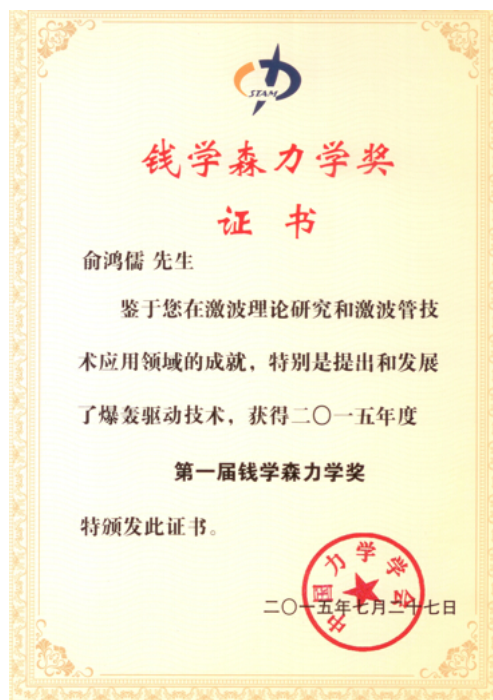 STAM
钱学森力学奖
证书
俞鸿儒 先生
鉴于您在激波理论研究和激波管技
术应用领域的成就，特别是提出和发展
了爆轰驱动技术，获得二〇一五年度
第一届钱学森力学奖
特颁发此证书。
中国力学学会
二〇一五年七月二十七日